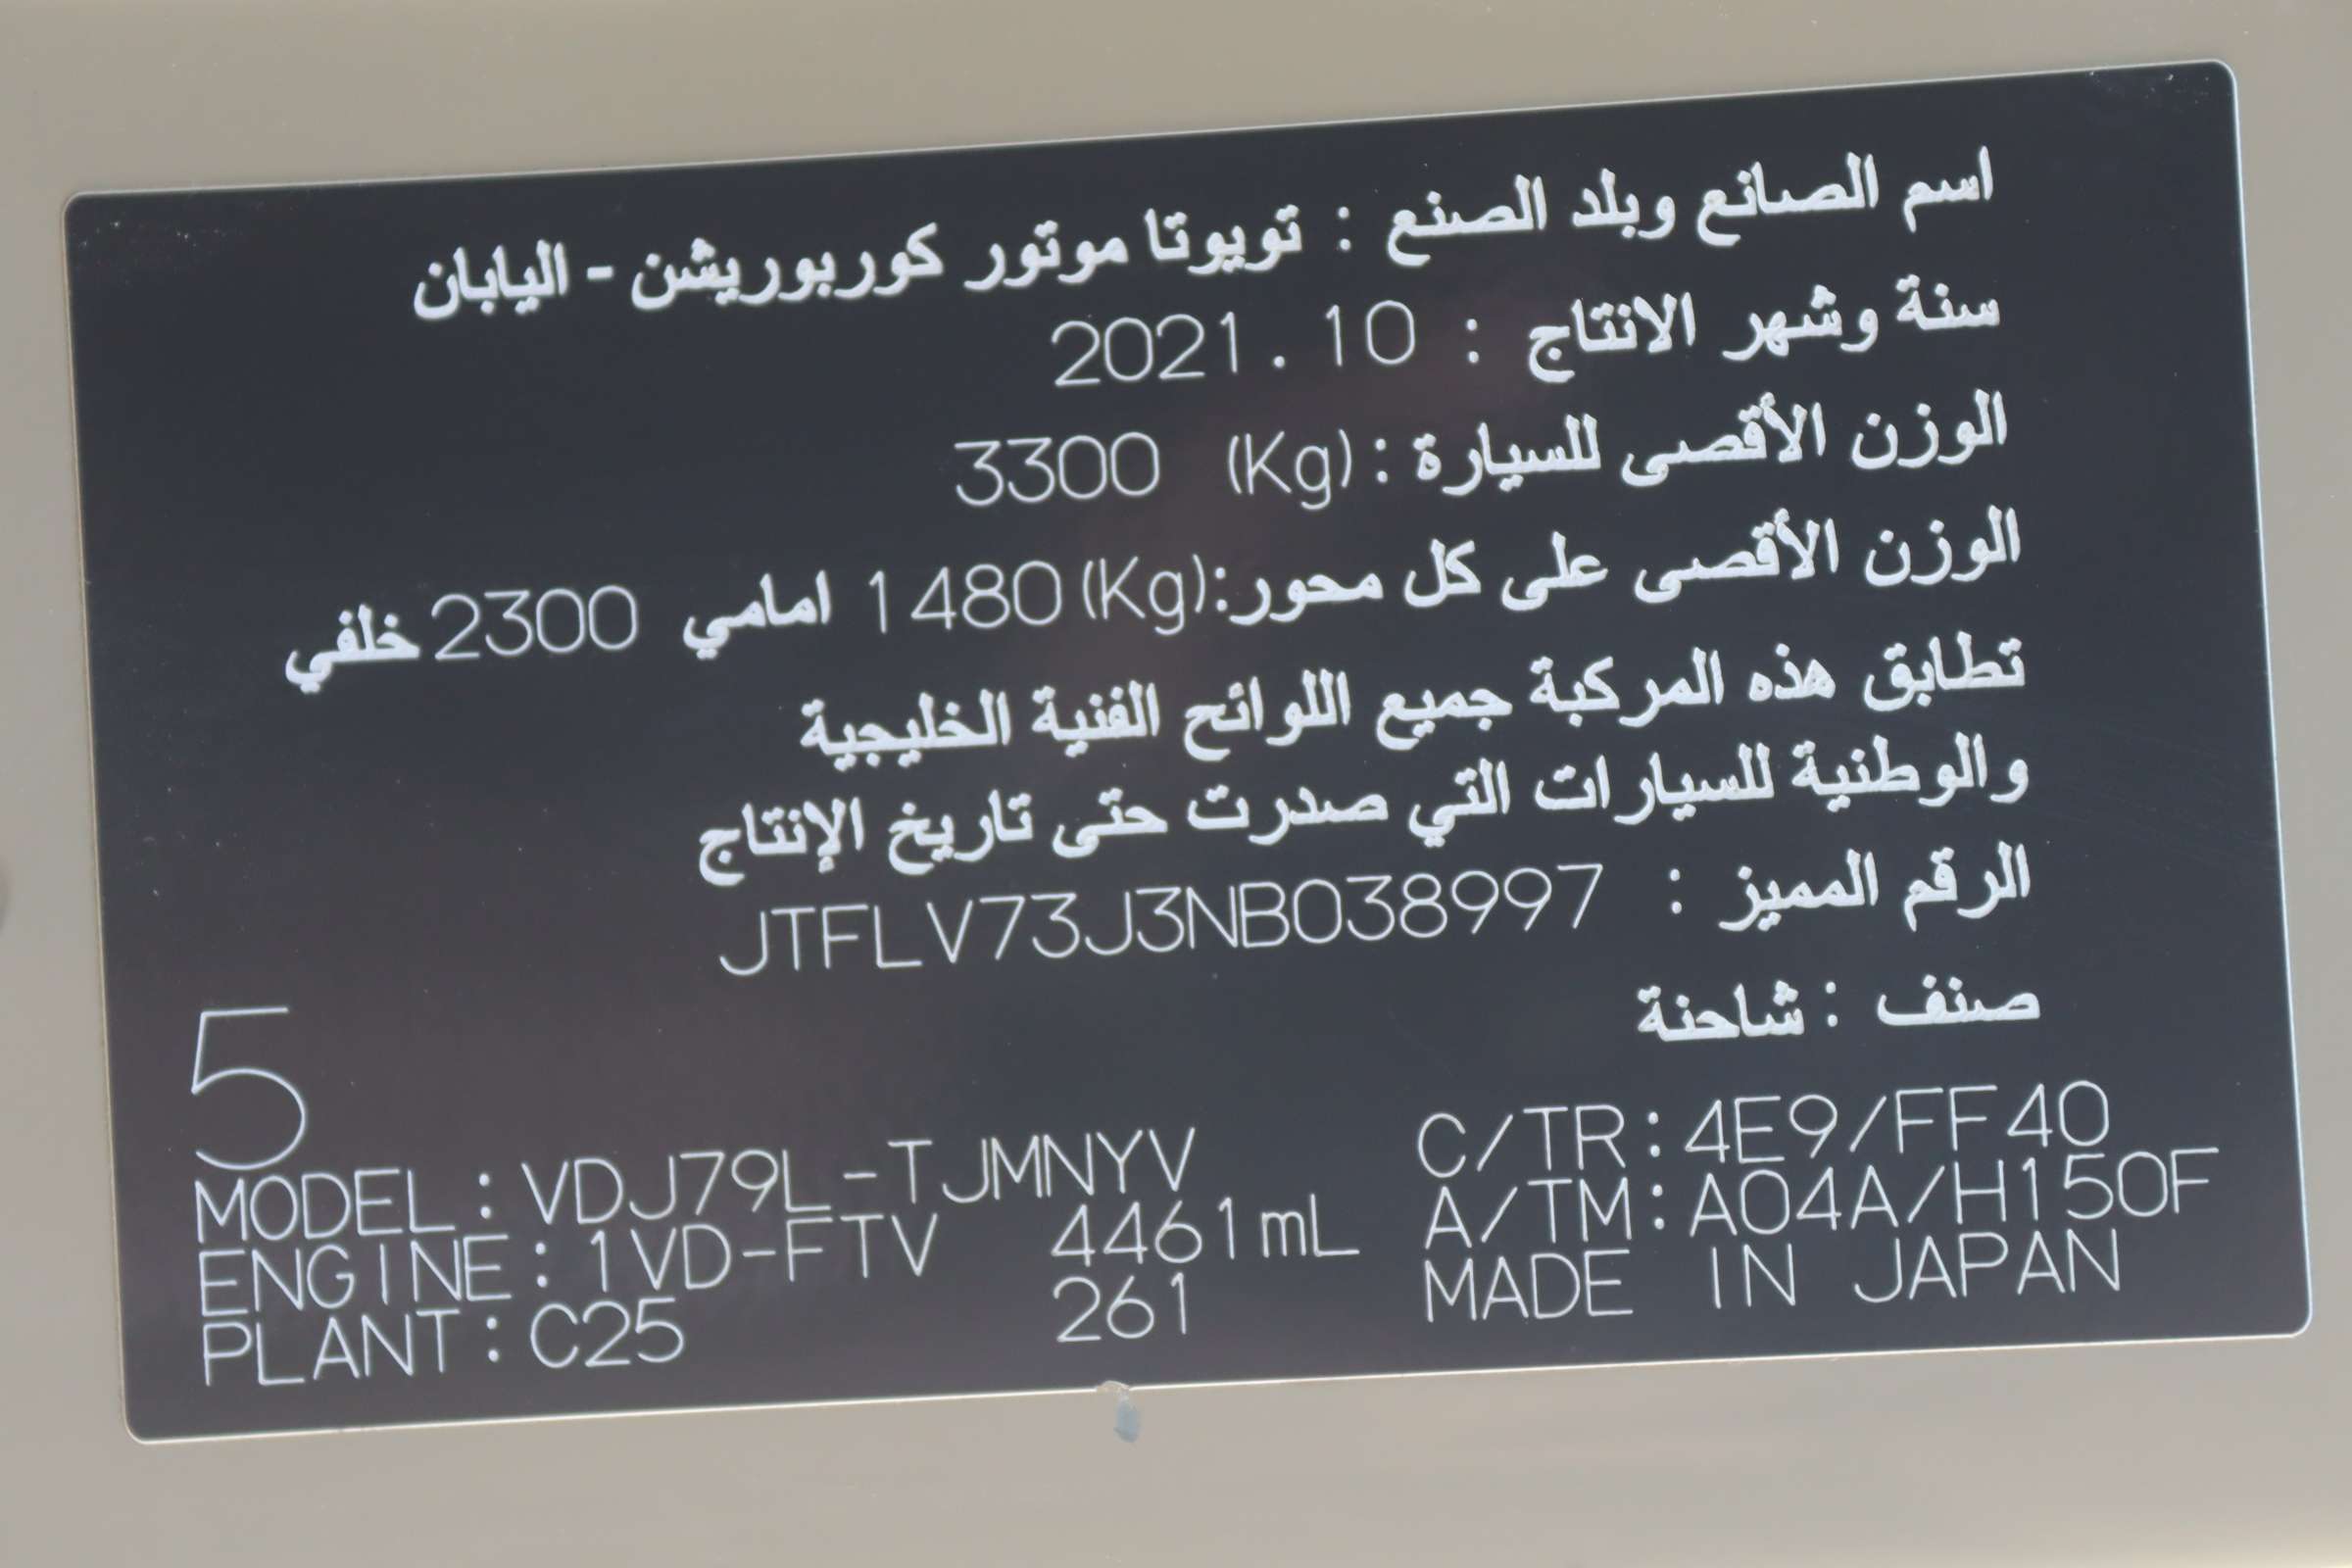 اسم الصانع وبلد الصنع : تويوتا موتور كوربوريشن - اليابان
سنة وشهر الانتاج : 2021.10
الوزن الأقصى للسيارة : (Kg) 3300
الوزن الأقصى على كل محور:(Kg) 1480 امامي 2300 خلفي
تطابق هذه المركبة جميع اللوائح الفنية الخليجية
والوطنية للسيارات التي صدرت حتى تاريخ الإنتاج
الرقم المميز : JTFLV73J3NB038997
صنف : شاحنة
5
MODEL : VDJ79L-TJMNYV C/TR : 4E9/FF40
ENGINE : 1VD-FTV 4461mL A/TM : A04A/H150F
PLANT : C25 261 MADE IN JAPAN